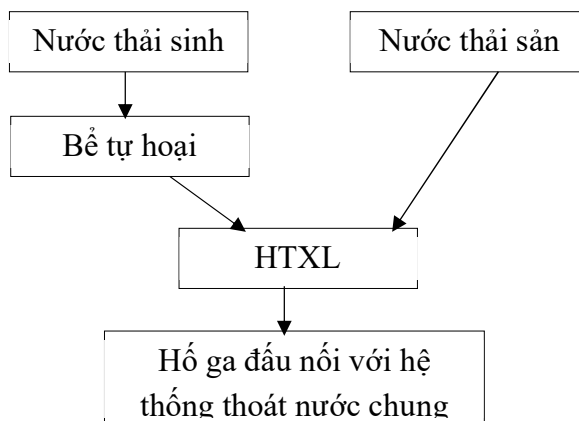 Nước thải sinh
Nước thải sản
Bể tự hoại
HTXL
Hố ga đấu nối với hệ
thống thoát nước chung